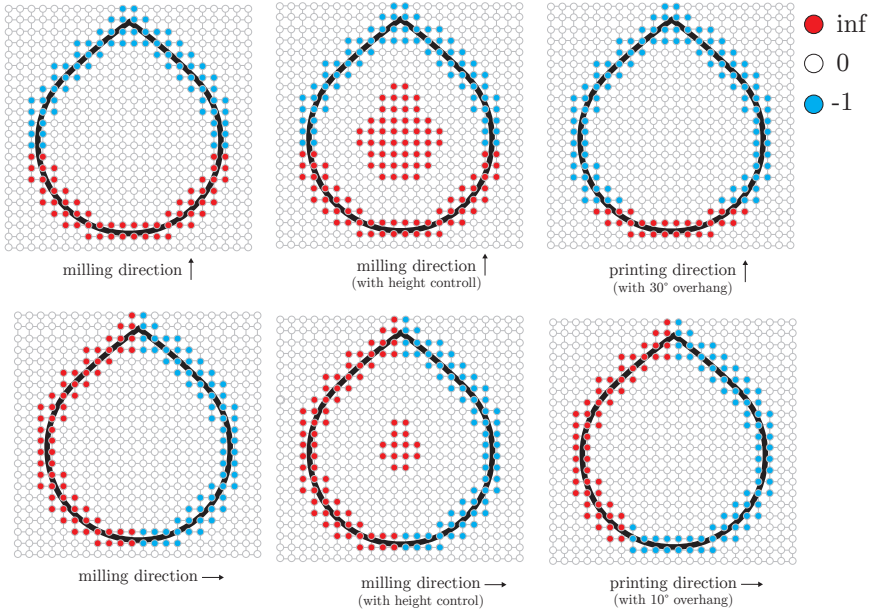 inf
0
-1
milling direction
milling direction
(with height controll)
printing direction
(with 30° overhang)
milling direction
milling direction
(with height control)
printing direction
(with 10° overhang)